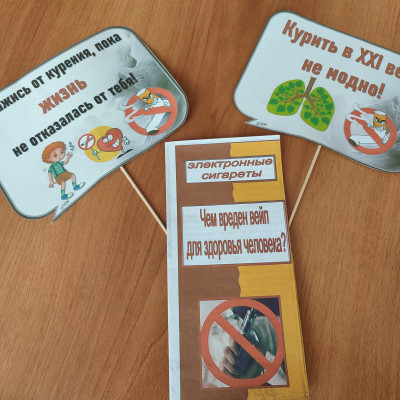 жись от курения, пока
ЖИЗНЬ
не отказалась от тебя!
Курить в XXI ве
не модно!
электронные
сигареты
Чем вреден вейп
для здоровья человека?